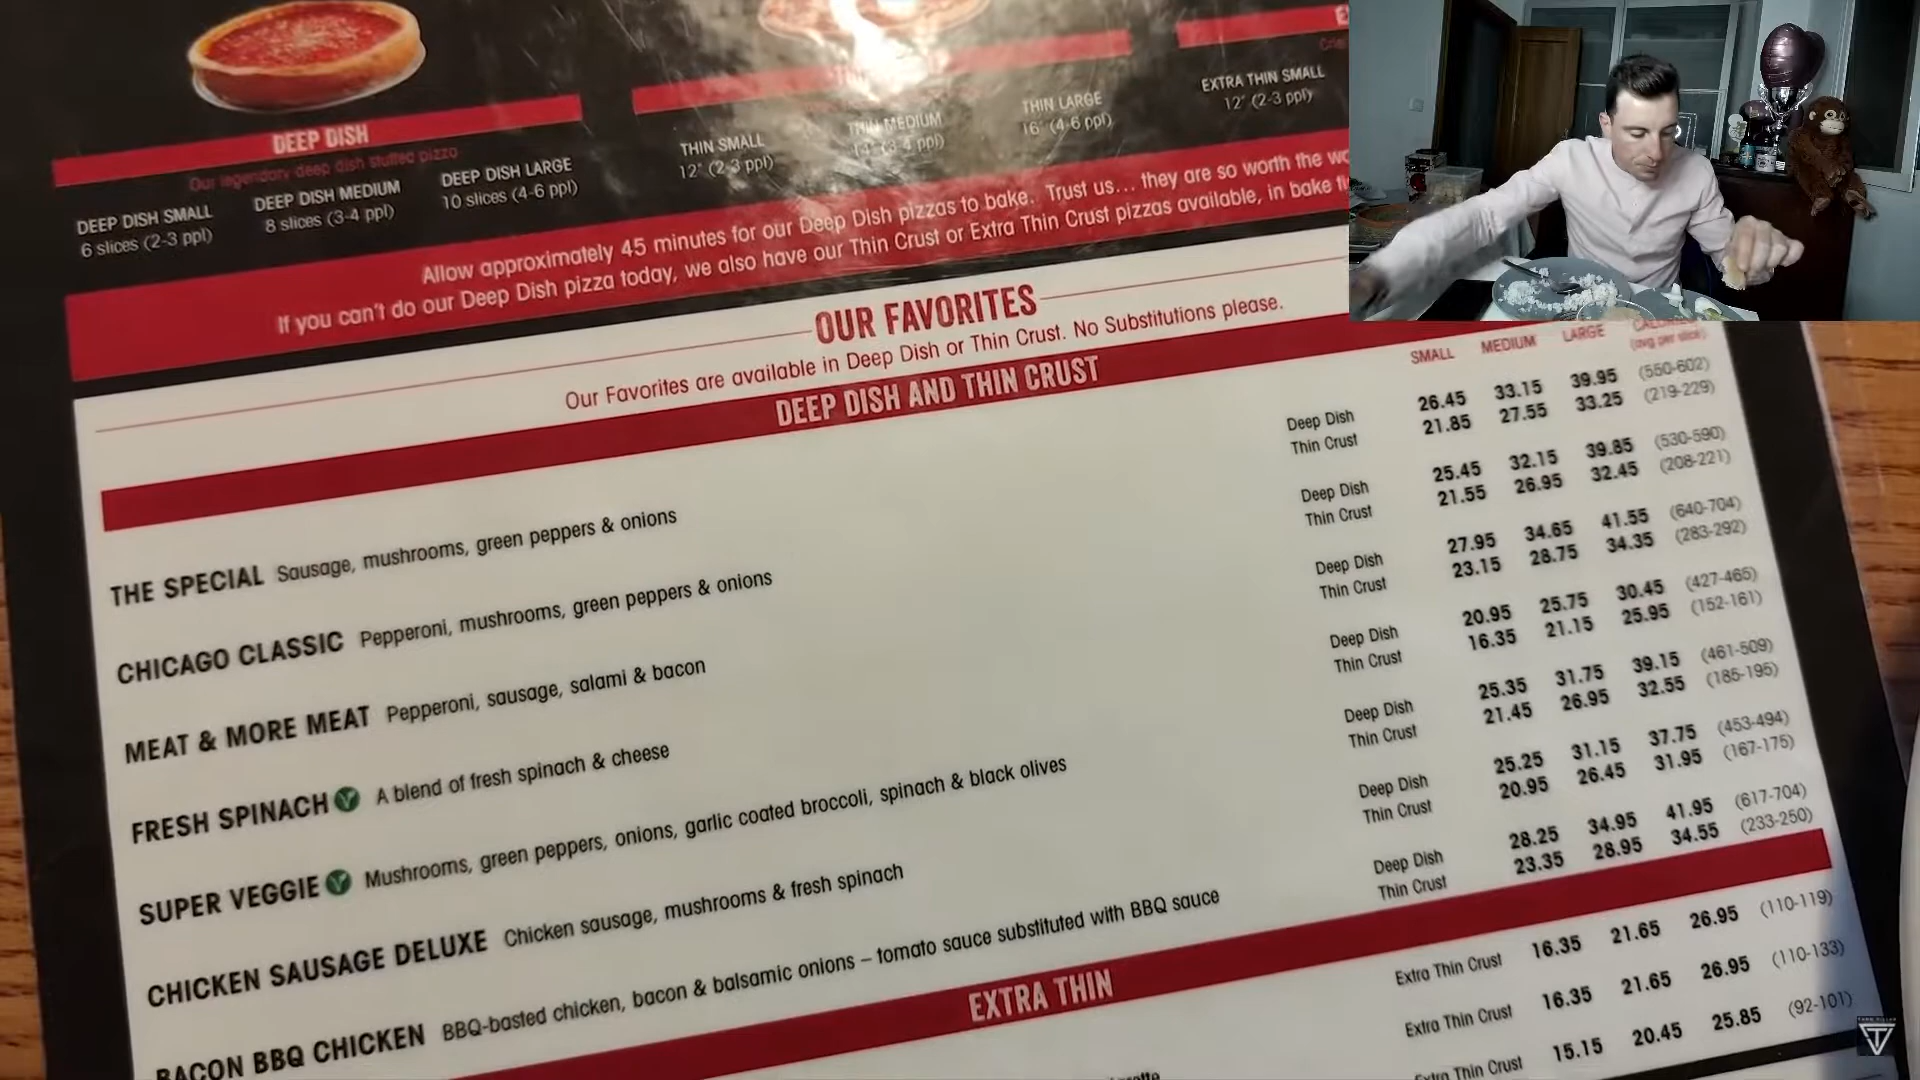 DEEP DISH
Our legendary deep dish stuffed pizza
DEEP DISH SMALL
6 slices (2-3 ppl)
DEEP DISH MEDIUM
8 slices (3-4 ppl)
DEEP DISH LARGE
10 slices (4-6 ppl)
THIN SMALL
12" (2-3 ppl)
THIN MEDIUM
14" (3-4 ppl)
THIN LARGE
16" (4-6 ppl)
EXTRA THIN SMALL
12" (2-3 ppl)
Allow approximately 45 minutes for our Deep Dish pizzas to bake. Trust us... they are so worth the
If you can't do our Deep Dish pizza today, we also have our Thin Crust or Extra Thin Crust pizzas available, in bake
OUR FAVORITES
Our Favorites are available in Deep Dish or Thin Crust. No Substitutions please.
DEEP DISH AND THIN CRUST
SMALL MEDIUM LARGE
(avg per slice)
THE SPECIAL Sausage, mushrooms, green peppers & onions
Deep Dish 26.45 33.15 39.95 (550-602)
Thin Crust 21.85 27.55 33.25 (219-229)
CHICAGO CLASSIC Pepperoni, mushrooms, green peppers & onions
Deep Dish 25.45 32.15 39.85 (530-590)
Thin Crust 21.55 26.95 32.45 (208-221)
MEAT & MORE MEAT Pepperoni, sausage, salami & bacon
Deep Dish 27.95 34.65 41.55 (640-704)
Thin Crust 23.15 28.75 34.35 (283-292)
FRESH SPINACH V A blend of fresh spinach & cheese
Deep Dish 20.95 25.75 30.45 (427-465)
Thin Crust 16.35 21.15 25.95 (152-161)
SUPER VEGGIE V Mushrooms, green peppers, onions, garlic coated broccoli, spinach & black olives
Deep Dish 25.35 31.75 39.15 (461-509)
Thin Crust 21.45 26.95 32.55 (185-195)
CHICKEN SAUSAGE DELUXE Chicken sausage, mushrooms & fresh spinach
Deep Dish 25.25 31.15 37.75 (453-494)
Thin Crust 20.95 26.45 31.95 (167-175)
BACON BBQ CHICKEN BBQ-basted chicken, bacon & balsamic onions – tomato sauce substituted with BBQ sauce
Deep Dish 28.25 34.95 41.95 (617-704)
Thin Crust 23.35 28.95 34.55 (233-250)
EXTRA THIN
Extra Thin Crust 16.35 21.65 26.95 (110-119)
Extra Thin Crust 16.35 21.65 26.95 (110-133)
Extra Thin Crust 15.15 20.45 25.85 (92-101)